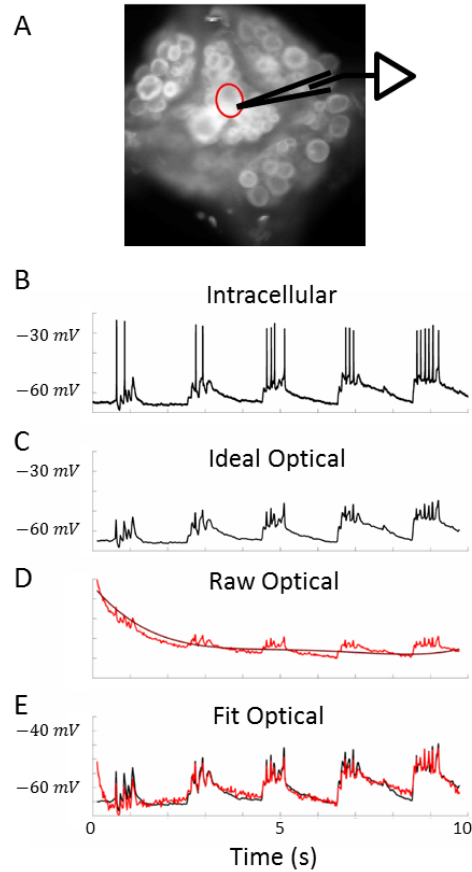 A
B
Intracellular
−30 mV
−60 mV
C
Ideal Optical
−30 mV
−60 mV
D
Raw Optical
E
Fit Optical
−40 mV
−60 mV
0 5 10
Time (s)